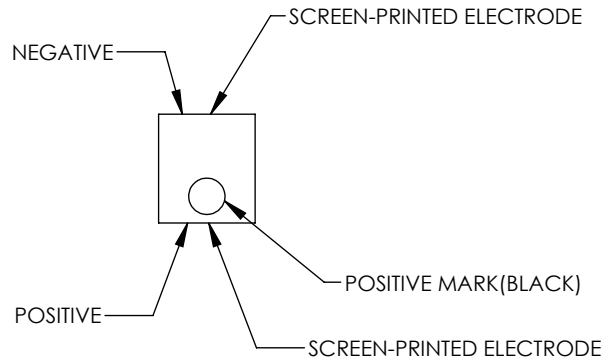 SCREEN-PRINTED ELECTRODE
NEGATIVE
POSITIVE MARK(BLACK)
POSITIVE
SCREEN-PRINTED ELECTRODE